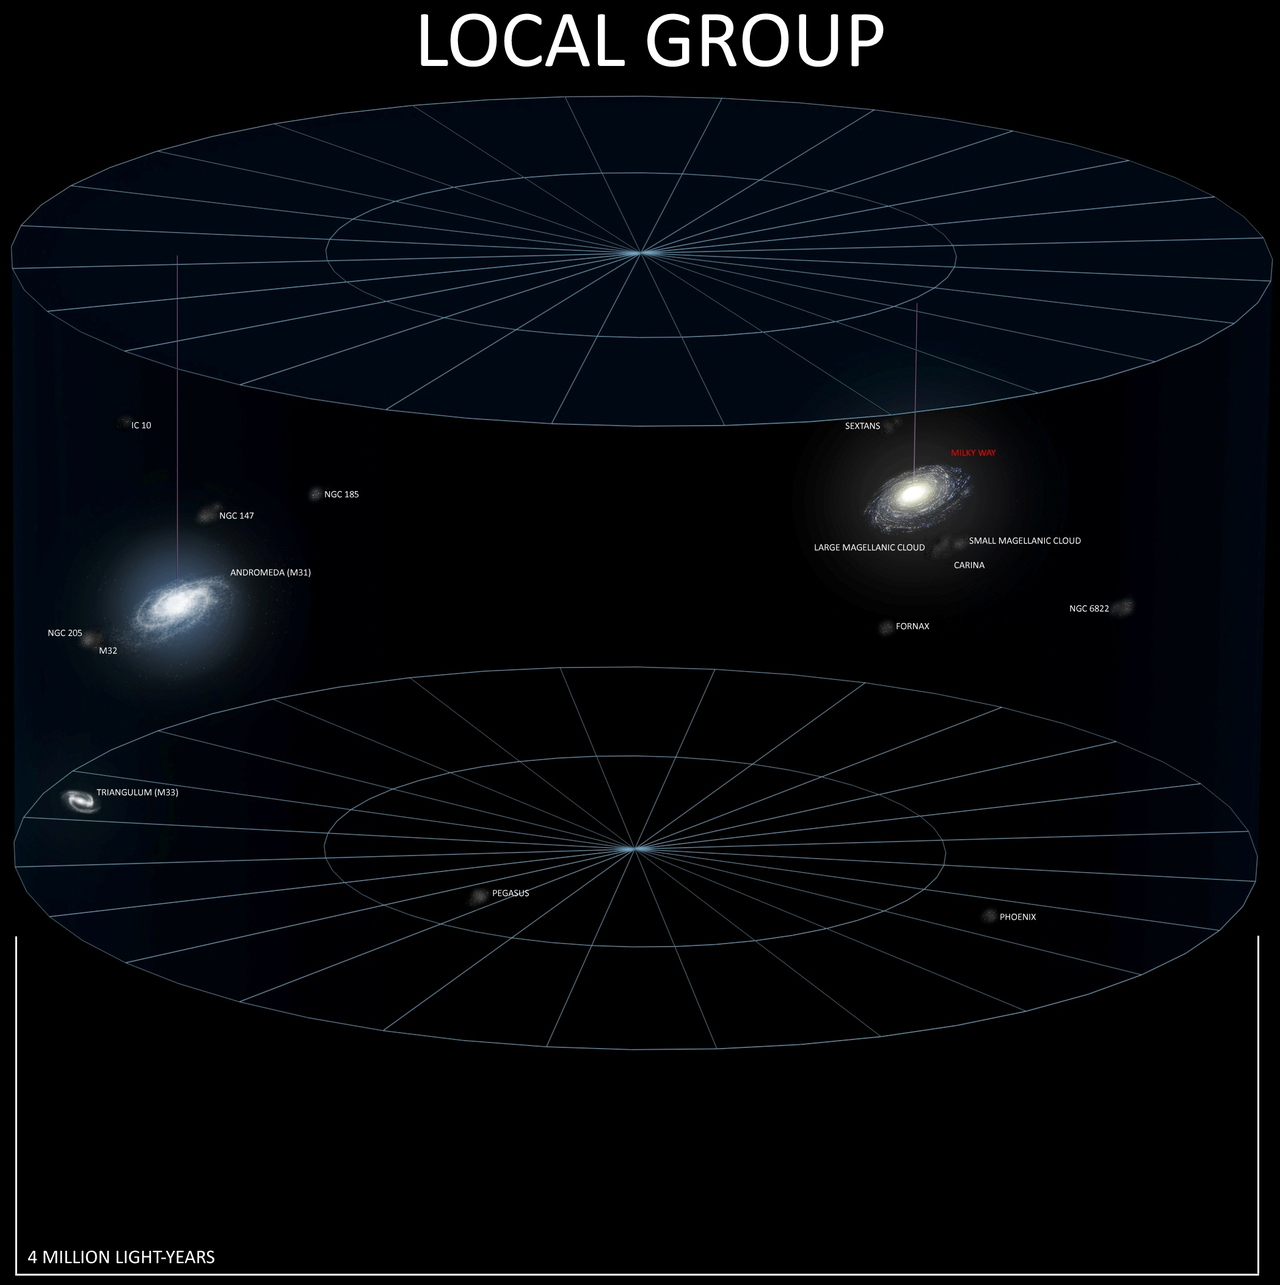 LOCAL GROUP
IC 10
SEXTANS
MILKY WAY
NGC 185
NGC 147
SMALL MAGELLANIC CLOUD
LARGE MAGELLANIC CLOUD
CARINA
ANDROMEDA (M31)
NGC 6822
FORNAX
NGC 205
M32
TRIANGULUM (M33)
PEGASUS
PHOENIX
4 MILLION LIGHT-YEARS